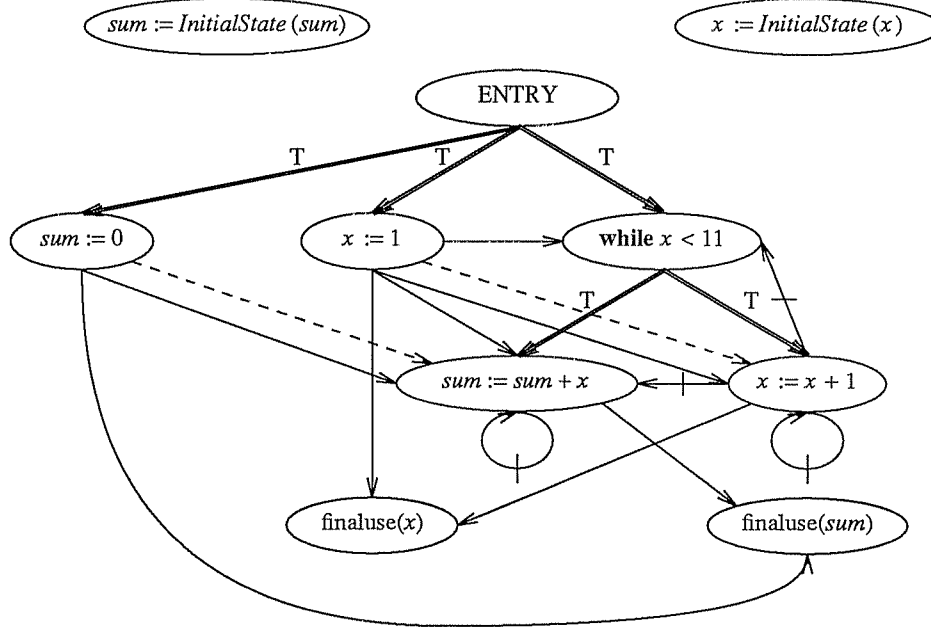 sum := InitialState (sum)
x := InitialState (x)
ENTRY
T
T
T
sum := 0
x := 1
while x < 11
T
T
sum := sum + x
x := x + 1
finaluse(x)
finaluse(sum)